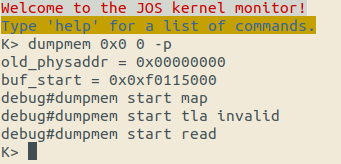 Welcome to the JOS kernel monitor!
Type 'help' for a list of commands.
K> dumpmem 0x0 0 -p
old_physaddr = 0x00000000
buf_start = 0x0xf0115000
debug#dumpmem start map
debug#dumpmem start tla invalid
debug#dumpmem start read
K>